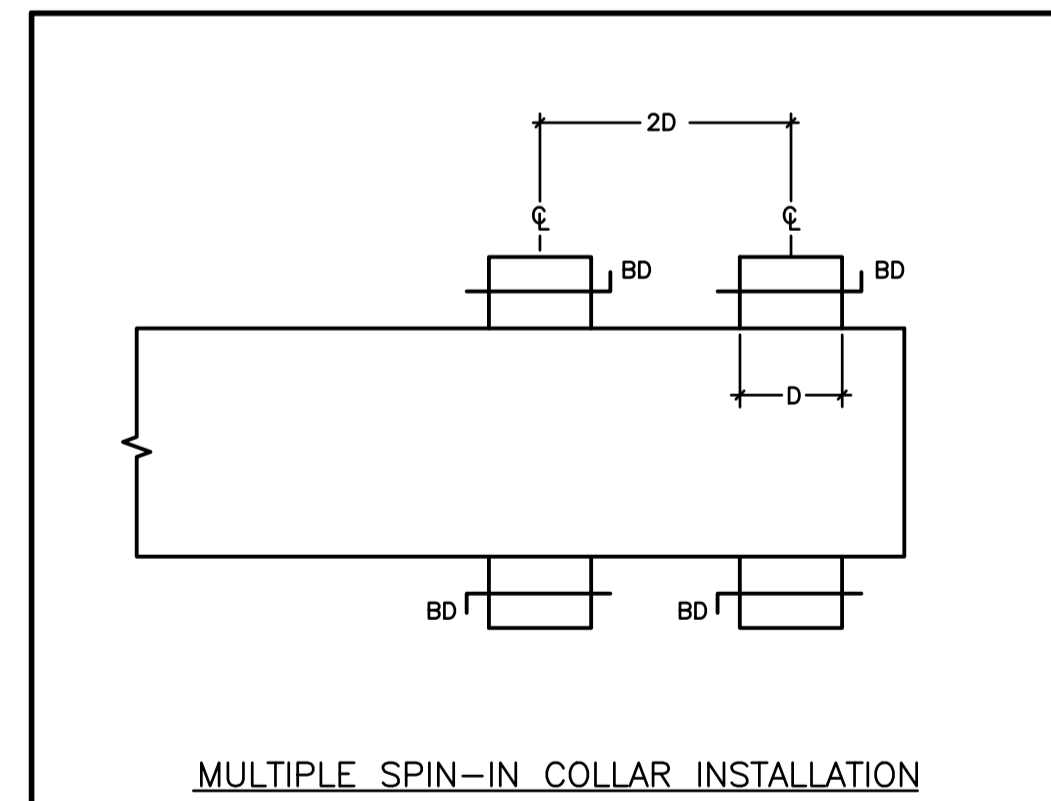 2D
℄ ℄
BD BD
D
BD BD
MULTIPLE SPIN-IN COLLAR INSTALLATION